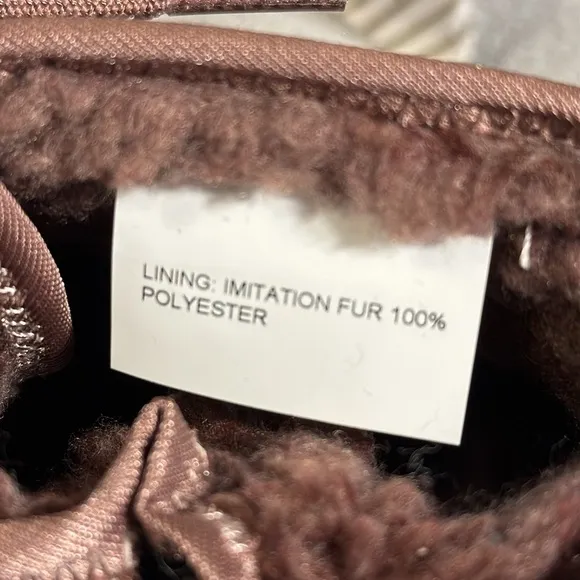 LINING: IMITATION FUR 100%
POLYESTER